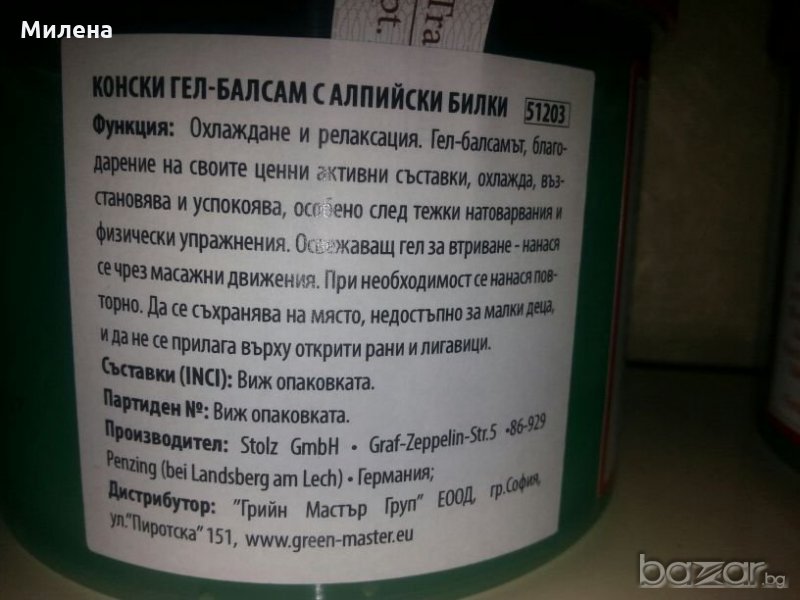 Милена
Tra
pt.
КОНСКИ ГЕЛ-БАЛСАМ С АЛПИЙСКИ БИЛКИ 51203
Функция: Охлаждане и релаксация. Гел-балсамът, благо-
дарение на своите ценни активни съставки, охлажда, въз-
становява и успокоява, особено след тежки натоварвания и
физически упражнения. Освежаващ гел за втриване - нанася
се чрез масажни движения. При необходимост се нанася пов-
торно. Да се съхранява на място, недостъпно за малки деца,
и да не се прилага върху открити рани и лигавици.
Съставки (INCI): Виж опаковката.
Партиден №: Виж опаковката.
Производител: Stolz GmbH • Graf-Zeppelin-Str.5 •86-929
Penzing (bei Landsberg am Lech) • Германия;
Дистрибутор: "Грийн Мастър Груп" ЕООД, гр.София,
ул."Пиротска" 151, www.green-master.eu
bazar.bg